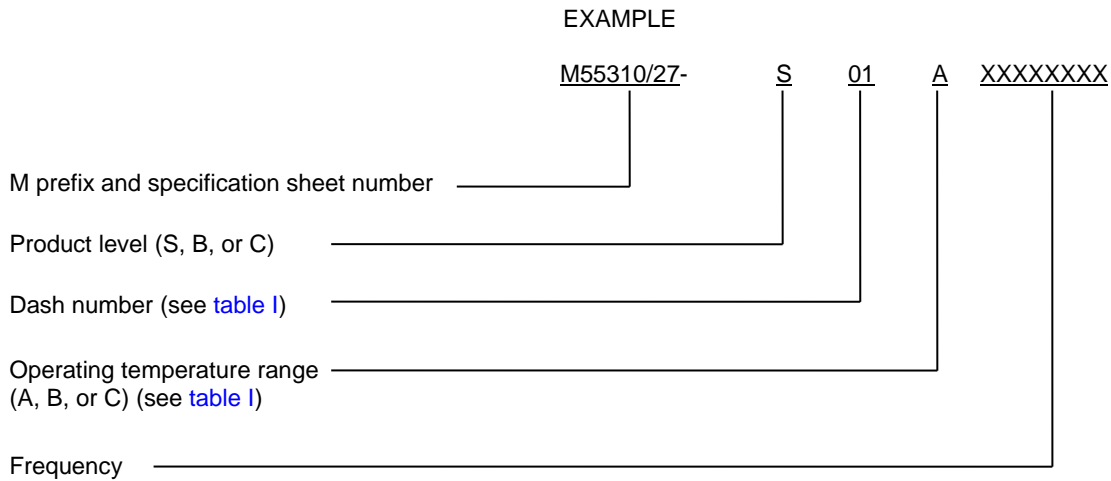 EXAMPLE
M55310/27- S 01 A XXXXXXXX
M prefix and specification sheet number
Product level (S, B, or C)
Dash number (see table I)
Operating temperature range
(A, B, or C) (see table I)
Frequency